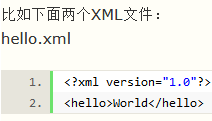 比如下面两个XML文件：
hello.xml
1. <?xml version="1.0"?>
2. <hello>World</hello>